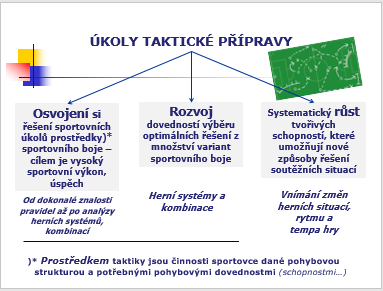 ÚKOLY TAKTICKÉ PŘÍPRAVY
Osvojení si
řešení sportovních
úkolů prostředky)*
sportovního boje –
cílem je vysoký
sportovní výkon,
úspěch
Od dokonalé znalosti
pravidel až po analýzy
herních systémů,
kombinací
Rozvoj
dovedností výběru
optimálních řešení z
množství variant
sportovního boje
Herní systémy a
kombinace
Systematický růst
tvořivých
schopností, které
umožňují nové
způsoby řešení
soutěžních situací
Vnímání změn
herních situací,
rytmu a
tempa hry
)* Prostředkem taktiky jsou činnosti sportovce dané pohybovou
strukturou a potřebnými pohybovými dovednostmi (schopnostmi...)